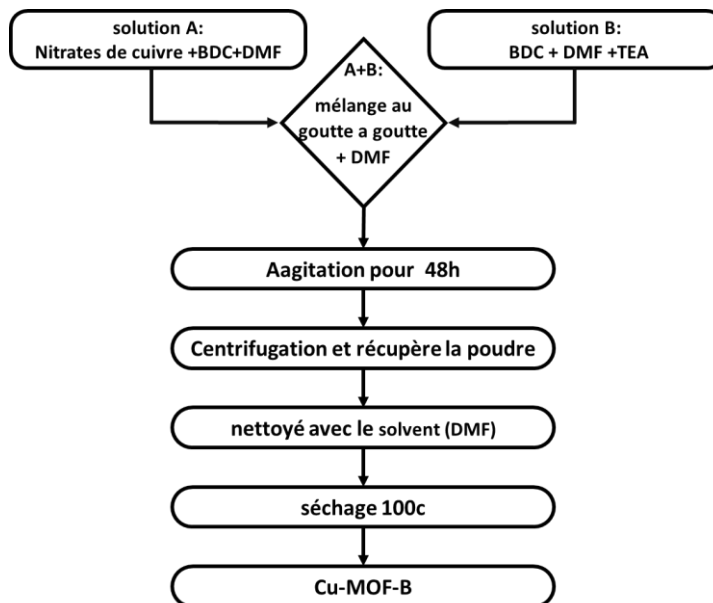 solution A:
Nitrates de cuivre +BDC+DMF
solution B:
BDC + DMF +TEA
A+B:
mélange au
goutte a goutte
+ DMF
Aagitation pour 48h
Centrifugation et récupère la poudre
nettoyé avec le solvent (DMF)
séchage 100c
Cu-MOF-B